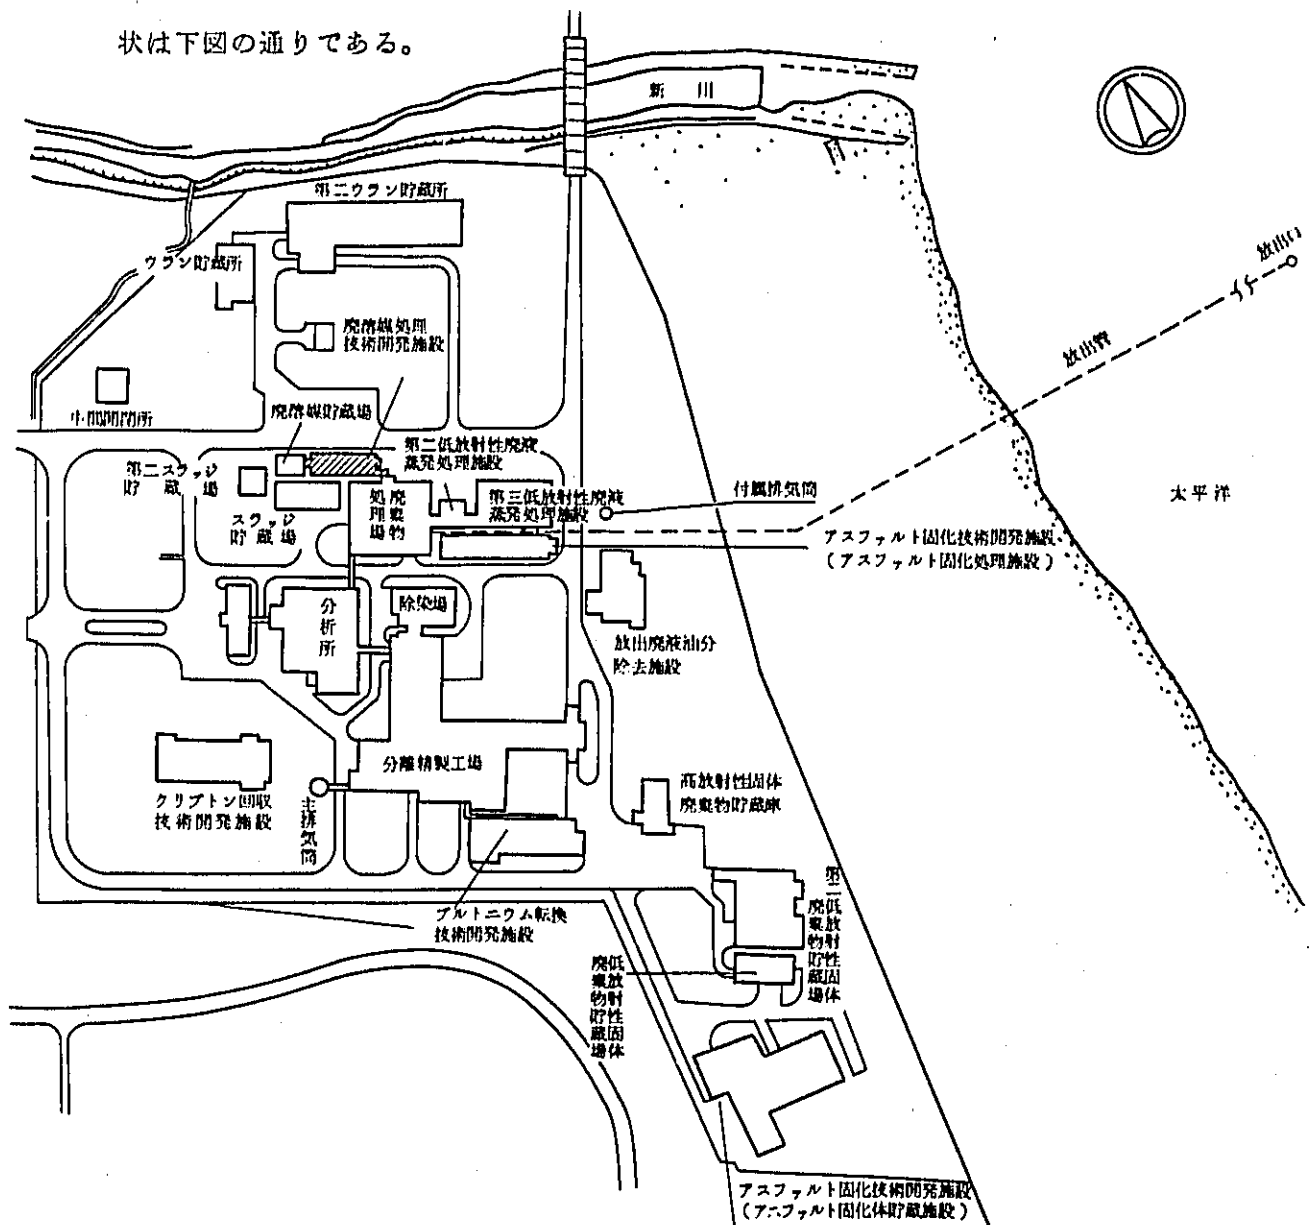 状は下図の通りである。
新川
第二ウラン貯蔵所
ウラン貯蔵所
放出口
廃溶媒処理
技術開発施設
放出管
中間開閉所
廃溶媒貯蔵場
第二低放射性廃液
蒸発処理施設
第二スラッジ
貯蔵場
廃棄物
処理場
第三低放射性廃液
蒸発処理施設
付属排気筒
太平洋
スラッジ
貯蔵場
アスファルト固化技術開発施設
(アスファルト固化処理施設)
分析所
除染場
放出廃液油分
除去施設
分離精製工場
クリプトン回収
技術開発施設
主排気筒
高放射性固体
廃棄物貯蔵庫
プルトニウム転換
技術開発施設
第二
低放射性固体
廃棄物貯蔵場
低放射性固体
廃棄物貯蔵場
アスファルト固化技術開発施設
(アスファルト固化体貯蔵施設)